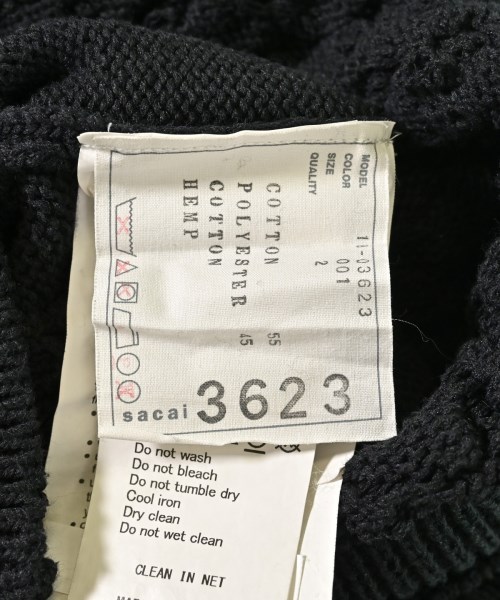 MODEL 11-03623
COLOR 001
SIZE 2
QUALITY
COTTON 55
POLYESTER 45
COTTON
HEMP
sacai 3623
Do not wash
Do not bleach
Do not tumble dry
Cool iron
Dry clean
Do not wet clean
CLEAN IN NET